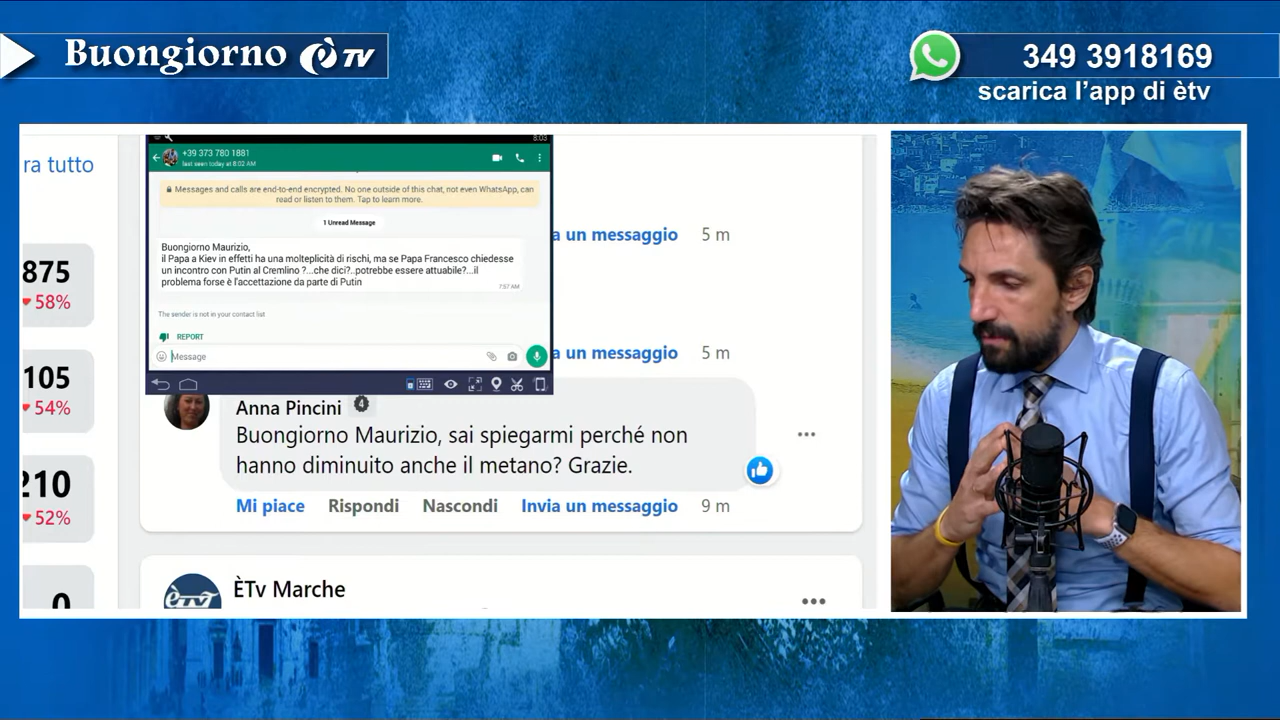 Buongiorno èTV
349 3918169
scarica l'app di ètv
ra tutto
875
58%
105
54%
210
52%
0
8:03
+39 373 780 1881
last seen today at 8:02 AM
Messages and calls are end-to-end encrypted. No one outside of this chat, not even WhatsApp, can
read or listen to them. Tap to learn more.
1 Unread Message
Buongiorno Maurizio,
il Papa a Kiev in effetti ha una molteplicità di rischi, ma se Papa Francesco chiedesse
un incontro con Putin al Cremlino ?...che dici?..potrebbe essere attuabile?...il
problema forse è l'accettazione da parte di Putin
7:57 AM
The sender is not in your contact list
REPORT
Message
a un messaggio 5 m
a un messaggio 5 m
Anna Pincini 4
Buongiorno Maurizio, sai spiegarmi perché non
hanno diminuito anche il metano? Grazie.
Mi piace Rispondi Nascondi Invia un messaggio 9 m
ÈTv Marche
ètv